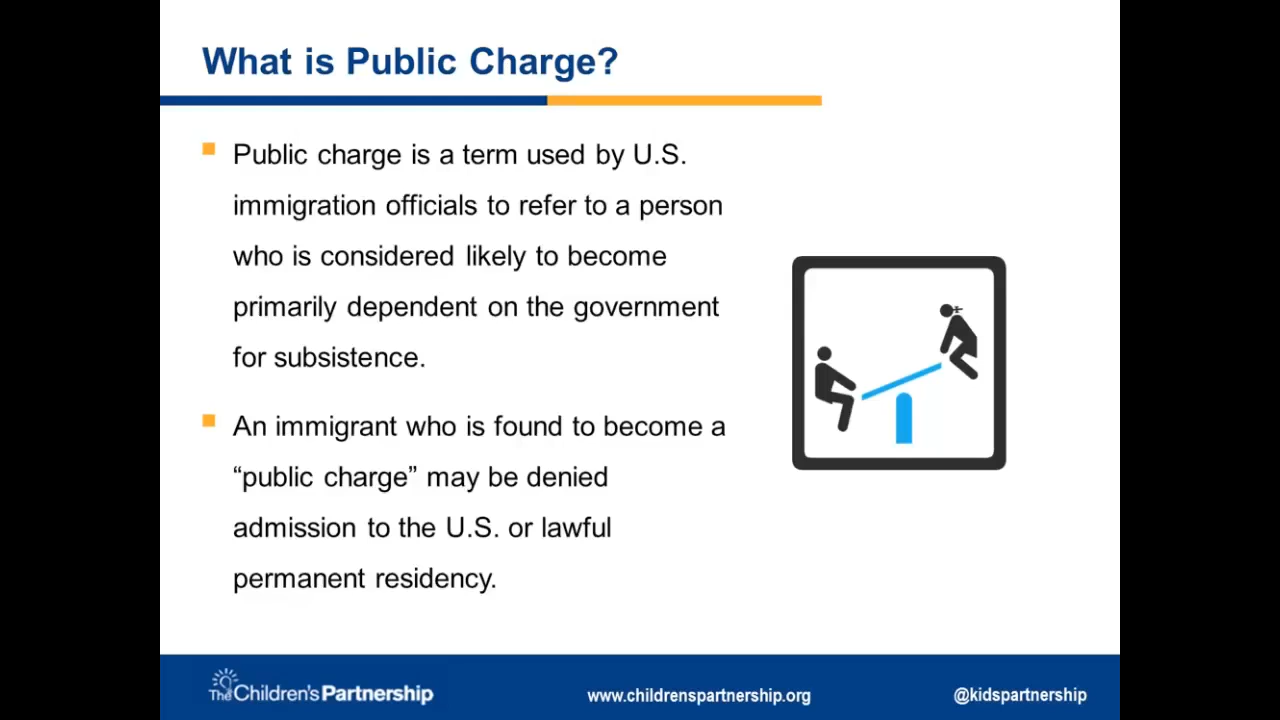 What is Public Charge?
Public charge is a term used by U.S.
immigration officials to refer to a person
who is considered likely to become
primarily dependent on the government
for subsistence.
An immigrant who is found to become a
“public charge” may be denied
admission to the U.S. or lawful
permanent residency.
The Children's Partnership
www.childrenspartnership.org
@kidspartnership